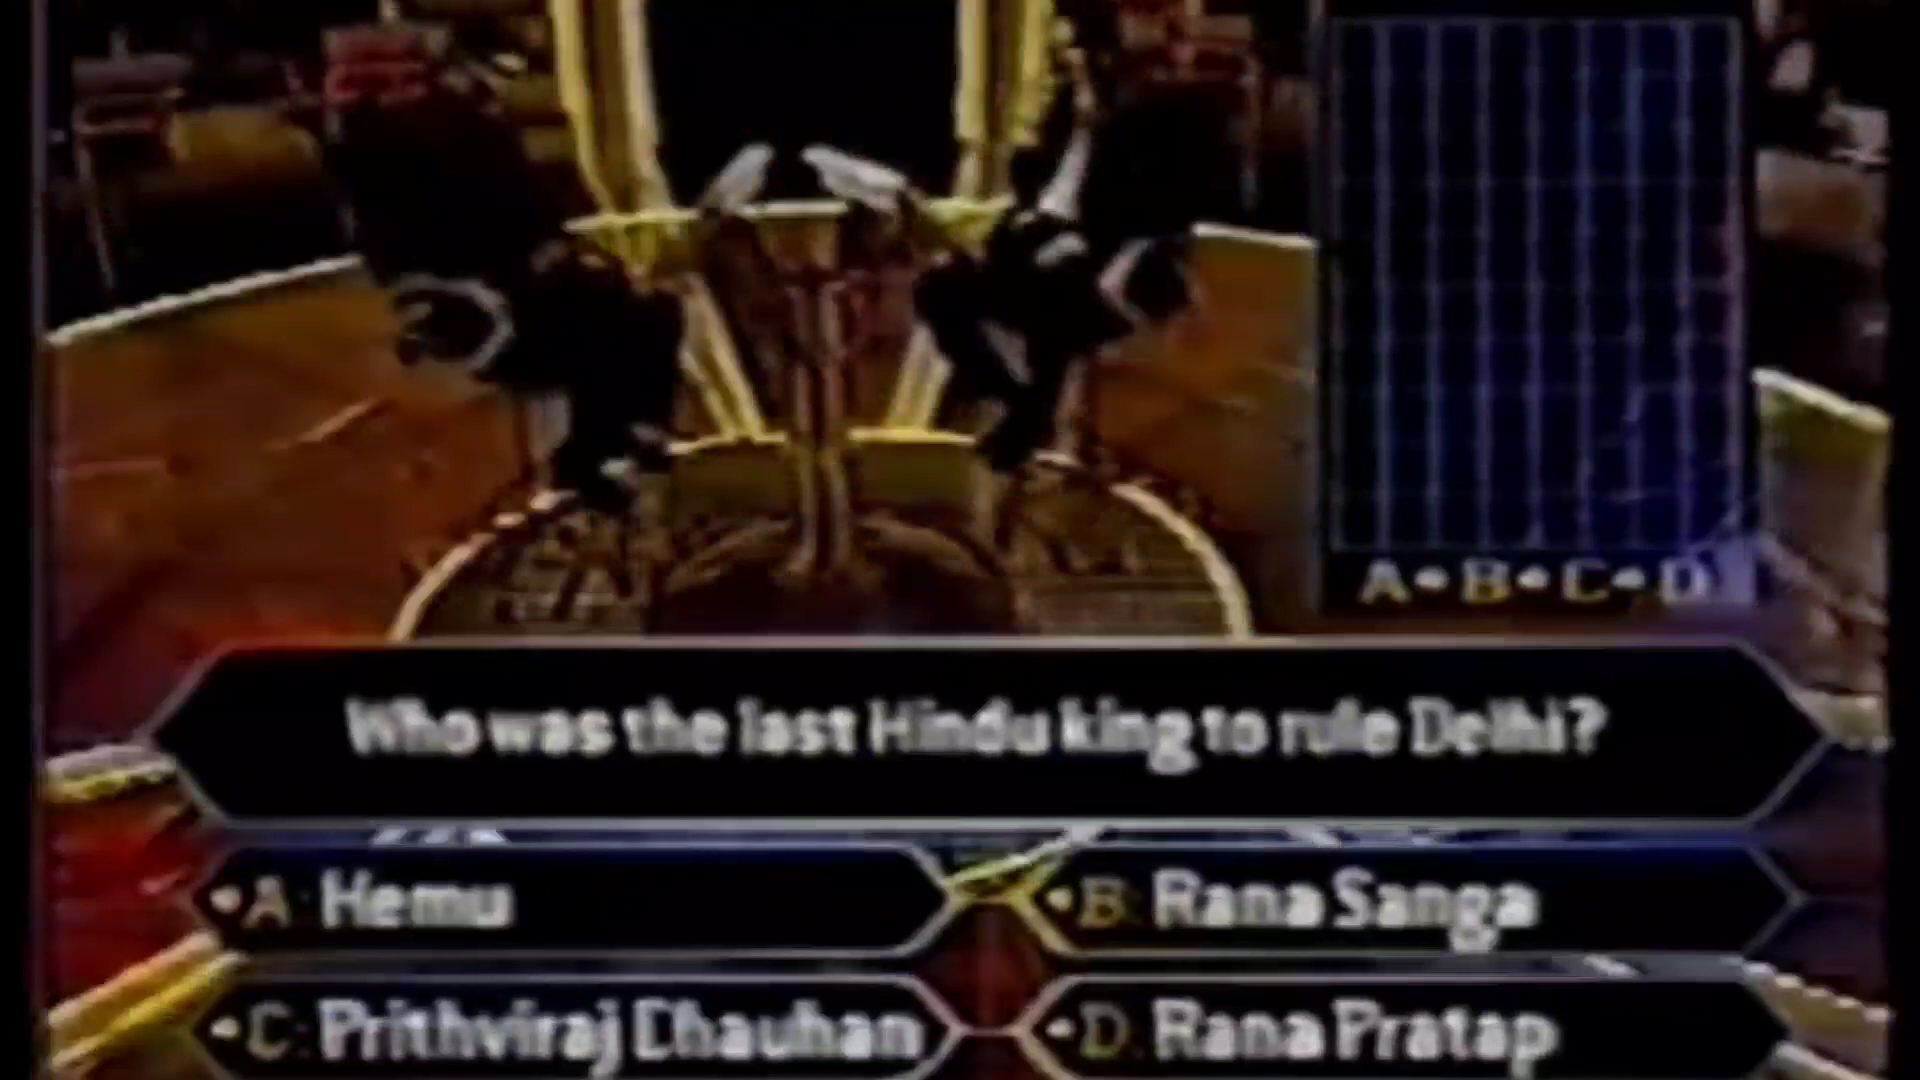 A • B • C • D
Who was the last Hindu king to rule Delhi?
• A: Hemu
• B: Rana Sanga
• C: Prithviraj Chauhan
• D: Rana Pratap